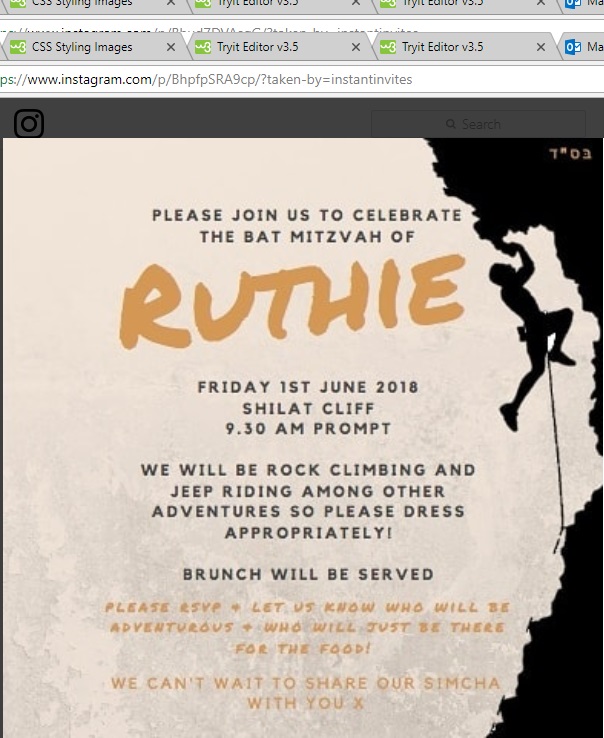 CSS Styling Images
Tryit Editor v3.5
Tryit Editor v3.5
Ma
CSS Styling Images
Tryit Editor v3.5
Tryit Editor v3.5
Ma
ps://www.instagram.com/p/BhpfpSRA9cp/?taken-by=instantinvites
Search
בס"ד
PLEASE JOIN US TO CELEBRATE
THE BAT MITZVAH OF
RUTHIE
FRIDAY 1ST JUNE 2018
SHILAT CLIFF
9.30 AM PROMPT
WE WILL BE ROCK CLIMBING AND
JEEP RIDING AMONG OTHER
ADVENTURES SO PLEASE DRESS
APPROPRIATELY!
BRUNCH WILL BE SERVED
PLEASE RSVP + LET US KNOW WHO WILL BE
ADVENTUROUS + WHO WILL JUST BE THERE
FOR THE FOOD!
WE CAN'T WAIT TO SHARE OUR SIMCHA
WITH YOU X